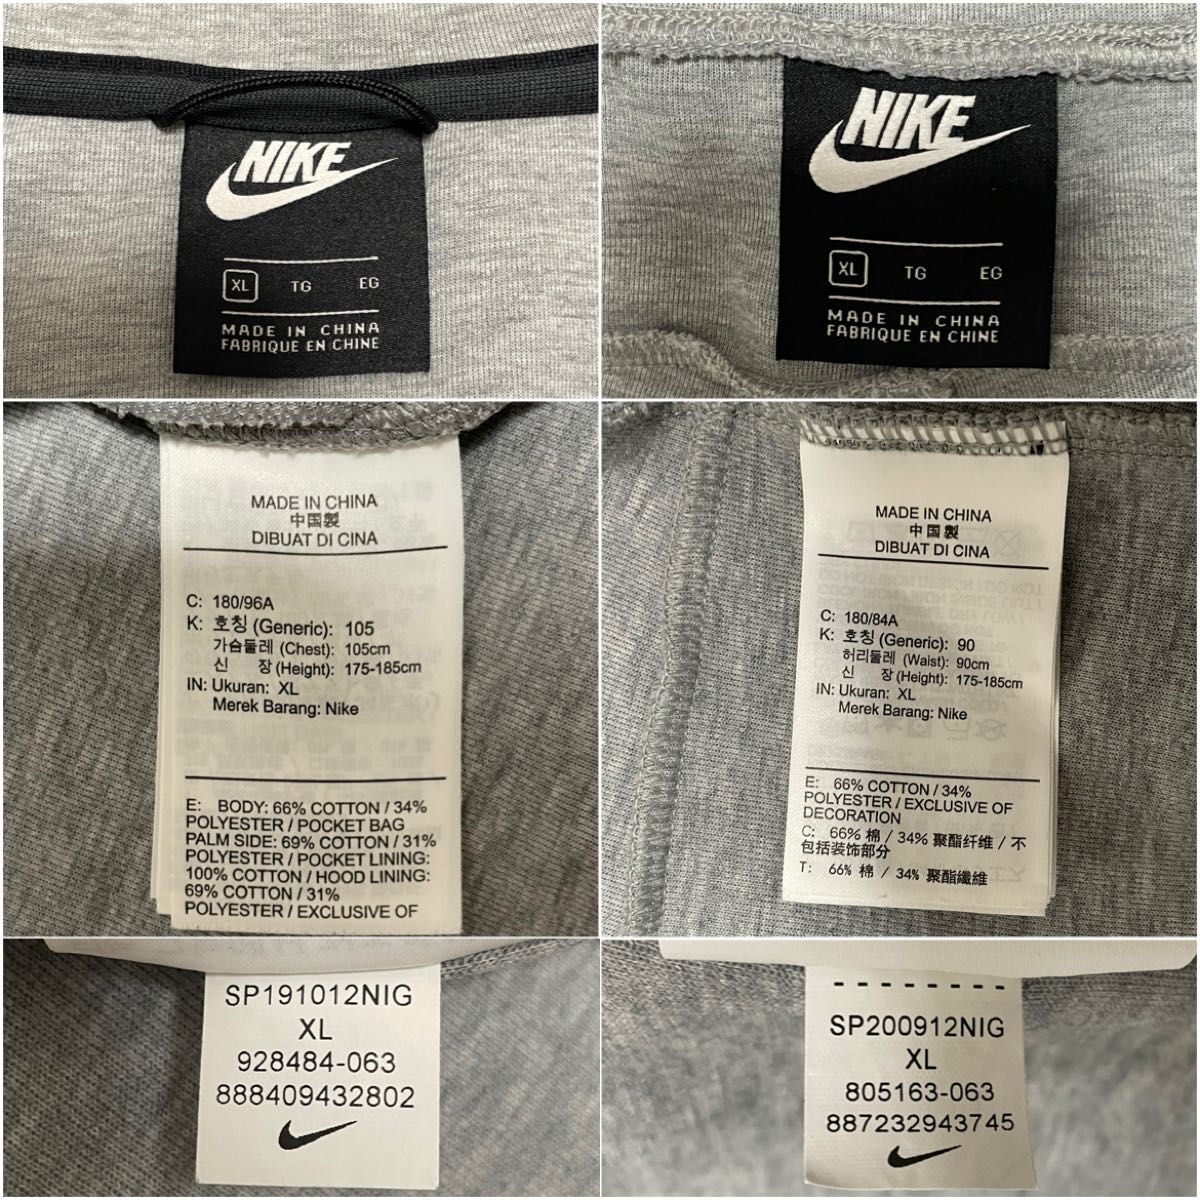 NIKE
XL TG EG
MADE IN CHINA
FABRIQUE EN CHINE
NIKE
XL TG EG
MADE IN CHINA
FABRIQUE EN CHINE
MADE IN CHINA
中国製
DIBUAT DI CINA
C: 180/96A
K: 호칭 (Generic): 105
가슴둘레 (Chest): 105cm
신 장 (Height): 175-185cm
IN: Ukuran: XL
Merek Barang: Nike
E: BODY: 66% COTTON / 34%
POLYESTER / POCKET BAG
PALM SIDE: 69% COTTON / 31%
POLYESTER / POCKET LINING:
100% COTTON / HOOD LINING:
69% COTTON / 31%
POLYESTER / EXCLUSIVE OF
MADE IN CHINA
中国製
DIBUAT DI CINA
C: 180/84A
K: 호칭 (Generic): 90
허리둘레 (Waist): 90cm
신 장 (Height): 175-185cm
IN: Ukuran: XL
Merek Barang: Nike
E: 66% COTTON / 34%
POLYESTER / EXCLUSIVE OF
DECORATION
C: 66% 棉 / 34% 聚酯纤维 / 不
包括装饰部分
T: 66% 棉 / 34% 聚酯纖維
SP191012NIG
XL
928484-063
888409432802
SP200912NIG
XL
805163-063
887232943745